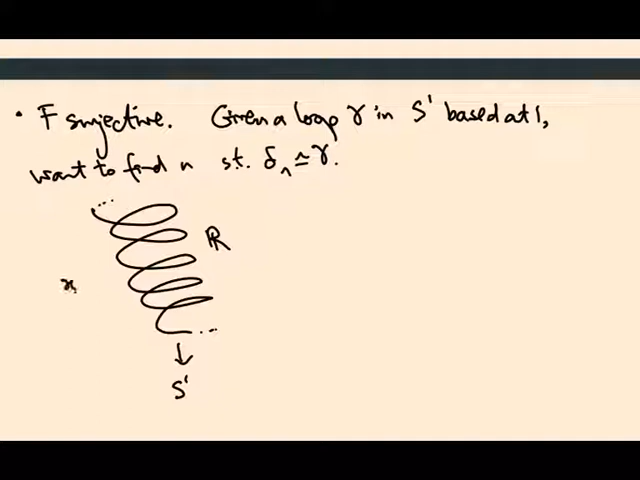 • F surjective. Given a loop γ in S¹ based at 1,
want to find n st. δₙ ≃ γ.
...
ℝ
...
↓
S¹